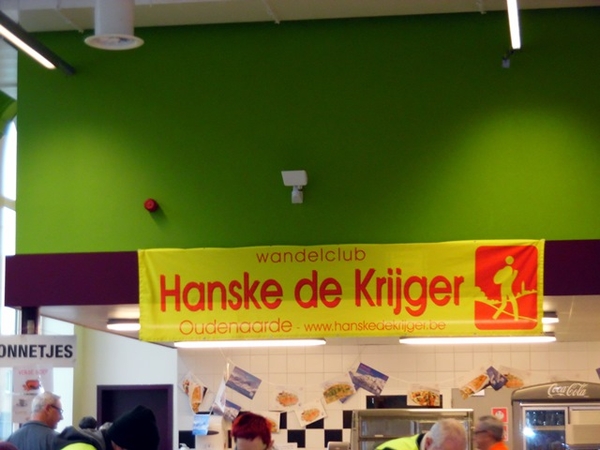 wandelclub
Hanske de Krijger
Oudenaarde - www.hanskedekrijger.be
ONNETJES
Coca-Cola